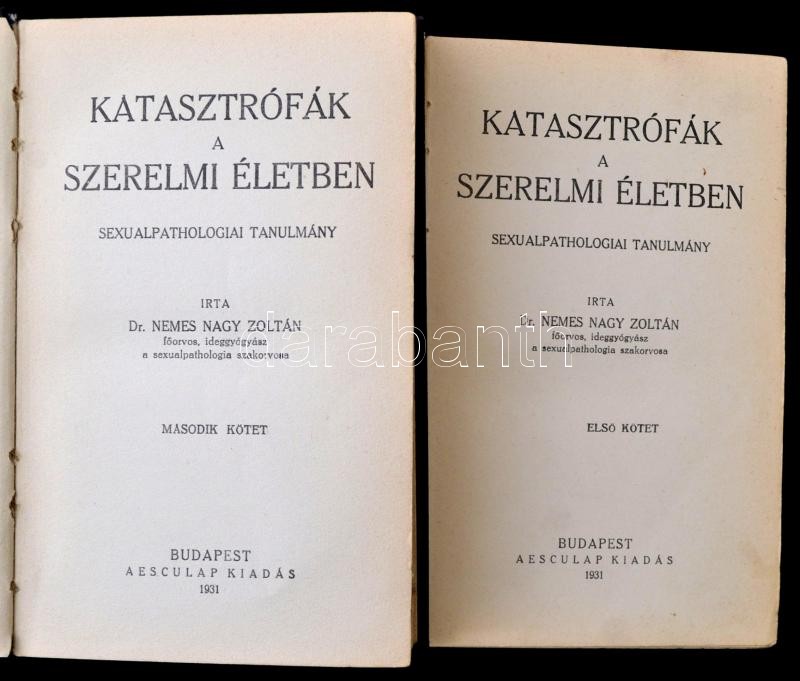 KATASZTRÓFÁK
A
SZERELMI ÉLETBEN
SEXUALPATHOLOGIAI TANULMÁNY
IRTA
Dr. NEMES NAGY ZOLTÁN
főorvos, ideggyógyász
a sexualpathologia szakorvosa
MÁSODIK KÖTET
BUDAPEST
AESCULAP KIADÁS
1931
KATASZTRÓFÁK
A
SZERELMI ÉLETBEN
SEXUALPATHOLOGIAI TANULMÁNY
IRTA
Dr. NEMES NAGY ZOLTÁN
főorvos, ideggyógyász
a sexualpathologia szakorvosa
ELSŐ KÖTET
BUDAPEST
AESCULAP KIADÁS
1931
darabanth